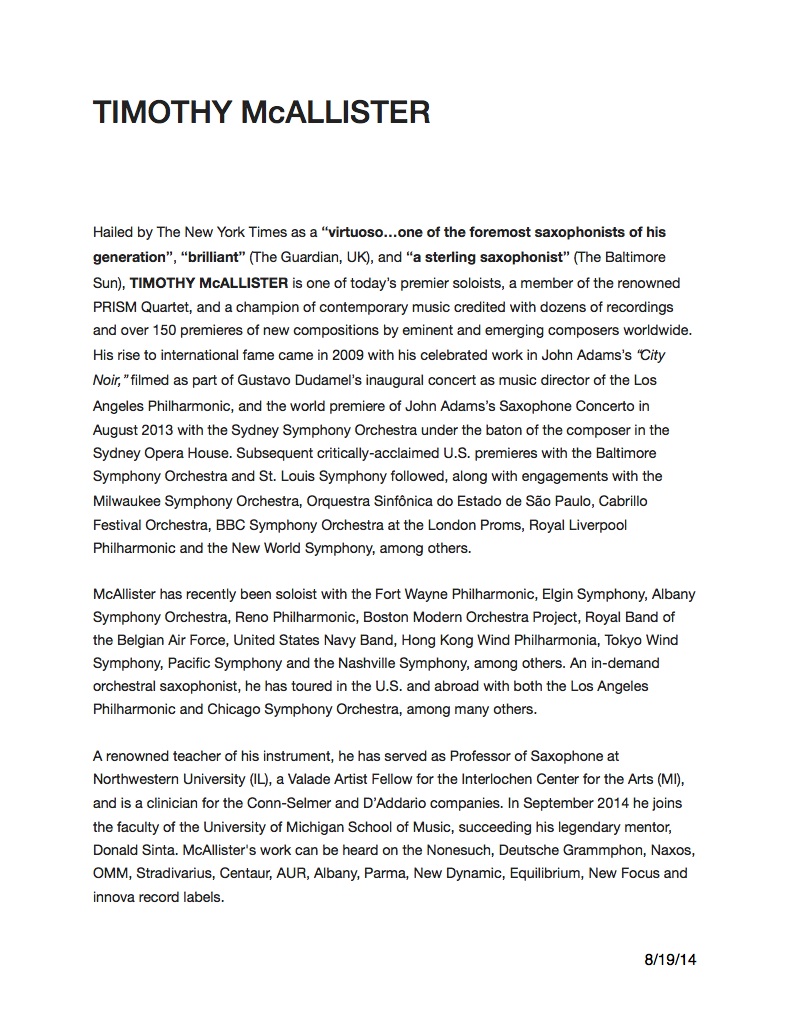 TIMOTHY McALLISTER
Hailed by The New York Times as a “virtuoso…one of the foremost saxophonists of his
generation”, “brilliant” (The Guardian, UK), and “a sterling saxophonist” (The Baltimore
Sun), TIMOTHY McALLISTER is one of today’s premier soloists, a member of the renowned
PRISM Quartet, and a champion of contemporary music credited with dozens of recordings
and over 150 premieres of new compositions by eminent and emerging composers worldwide.
His rise to international fame came in 2009 with his celebrated work in John Adams’s “City
Noir,” filmed as part of Gustavo Dudamel’s inaugural concert as music director of the Los
Angeles Philharmonic, and the world premiere of John Adams’s Saxophone Concerto in
August 2013 with the Sydney Symphony Orchestra under the baton of the composer in the
Sydney Opera House. Subsequent critically-acclaimed U.S. premieres with the Baltimore
Symphony Orchestra and St. Louis Symphony followed, along with engagements with the
Milwaukee Symphony Orchestra, Orquestra Sinfônica do Estado de São Paulo, Cabrillo
Festival Orchestra, BBC Symphony Orchestra at the London Proms, Royal Liverpool
Philharmonic and the New World Symphony, among others.
McAllister has recently been soloist with the Fort Wayne Philharmonic, Elgin Symphony, Albany
Symphony Orchestra, Reno Philharmonic, Boston Modern Orchestra Project, Royal Band of
the Belgian Air Force, United States Navy Band, Hong Kong Wind Philharmonia, Tokyo Wind
Symphony, Pacific Symphony and the Nashville Symphony, among others. An in-demand
orchestral saxophonist, he has toured in the U.S. and abroad with both the Los Angeles
Philharmonic and Chicago Symphony Orchestra, among many others.
A renowned teacher of his instrument, he has served as Professor of Saxophone at
Northwestern University (IL), a Valade Artist Fellow for the Interlochen Center for the Arts (MI),
and is a clinician for the Conn-Selmer and D’Addario companies. In September 2014 he joins
the faculty of the University of Michigan School of Music, succeeding his legendary mentor,
Donald Sinta. McAllister's work can be heard on the Nonesuch, Deutsche Grammphon, Naxos,
OMM, Stradivarius, Centaur, AUR, Albany, Parma, New Dynamic, Equilibrium, New Focus and
innova record labels.
8/19/14